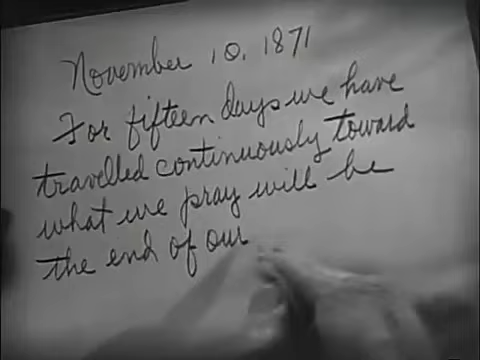 November 10, 1871
For fifteen days we have
travelled continuously toward
what we pray will be
the end of our